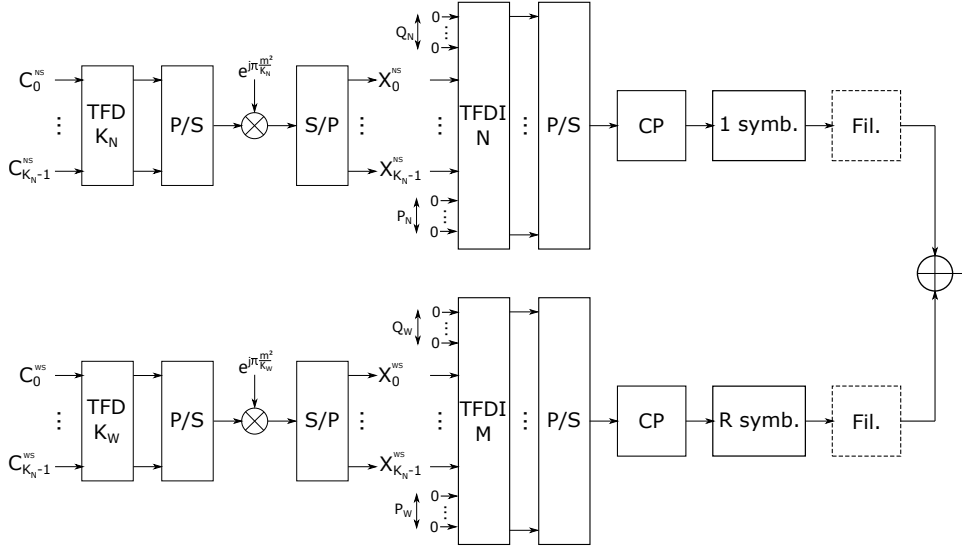 Q_N
0
⋮
0
C_0^NS
⋮
C_{K_N-1}^NS
TFD
K_N
P/S
e^{jπ m²/K_N}
S/P
X_0^NS
⋮
X_{K_N-1}^NS
P_N
0
⋮
0
TFDI
N
⋮
P/S
CP
1 symb.
Fil.
Q_W
0
⋮
0
C_0^WS
⋮
C_{K_N-1}^WS
TFD
K_W
P/S
e^{jπ m²/K_W}
S/P
X_0^WS
⋮
X_{K_N-1}^WS
P_W
0
⋮
0
TFDI
M
⋮
P/S
CP
R symb.
Fil.